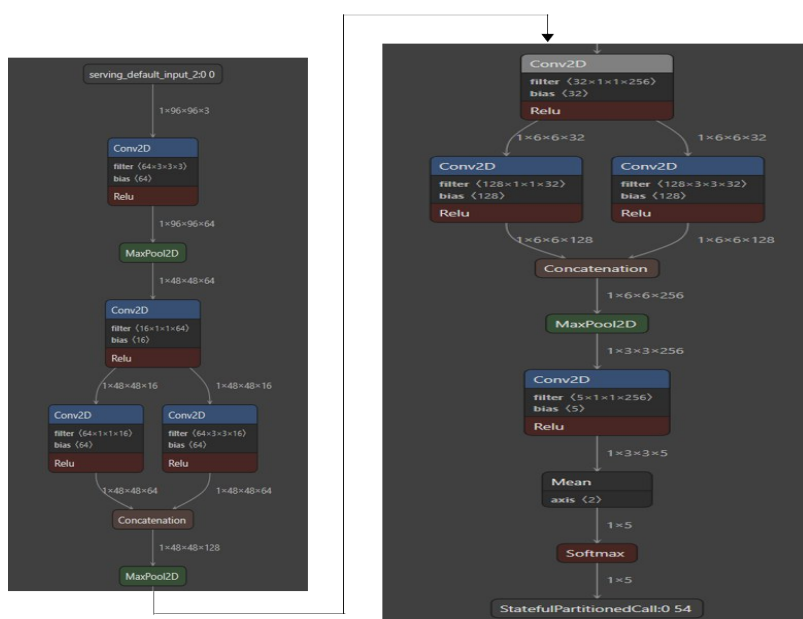 serving_default_input_2:0 0
1×96×96×3
Conv2D
filter ⟨64×3×3×3⟩
bias ⟨64⟩
Relu
1×96×96×64
MaxPool2D
1×48×48×64
Conv2D
filter ⟨16×1×1×64⟩
bias ⟨16⟩
Relu
1×48×48×16 1×48×48×16
Conv2D Conv2D
filter ⟨64×1×1×16⟩ filter ⟨64×3×3×16⟩
bias ⟨64⟩ bias ⟨64⟩
Relu Relu
1×48×48×64 1×48×48×64
Concatenation
1×48×48×128
MaxPool2D
Conv2D
filter ⟨32×1×1×256⟩
bias ⟨32⟩
Relu
1×6×6×32 1×6×6×32
Conv2D Conv2D
filter ⟨128×1×1×32⟩ filter ⟨128×3×3×32⟩
bias ⟨128⟩ bias ⟨128⟩
Relu Relu
1×6×6×128 1×6×6×128
Concatenation
1×6×6×256
MaxPool2D
1×3×3×256
Conv2D
filter ⟨5×1×1×256⟩
bias ⟨5⟩
Relu
1×3×3×5
Mean
axis ⟨2⟩
1×5
Softmax
1×5
StatefulPartitionedCall:0 54